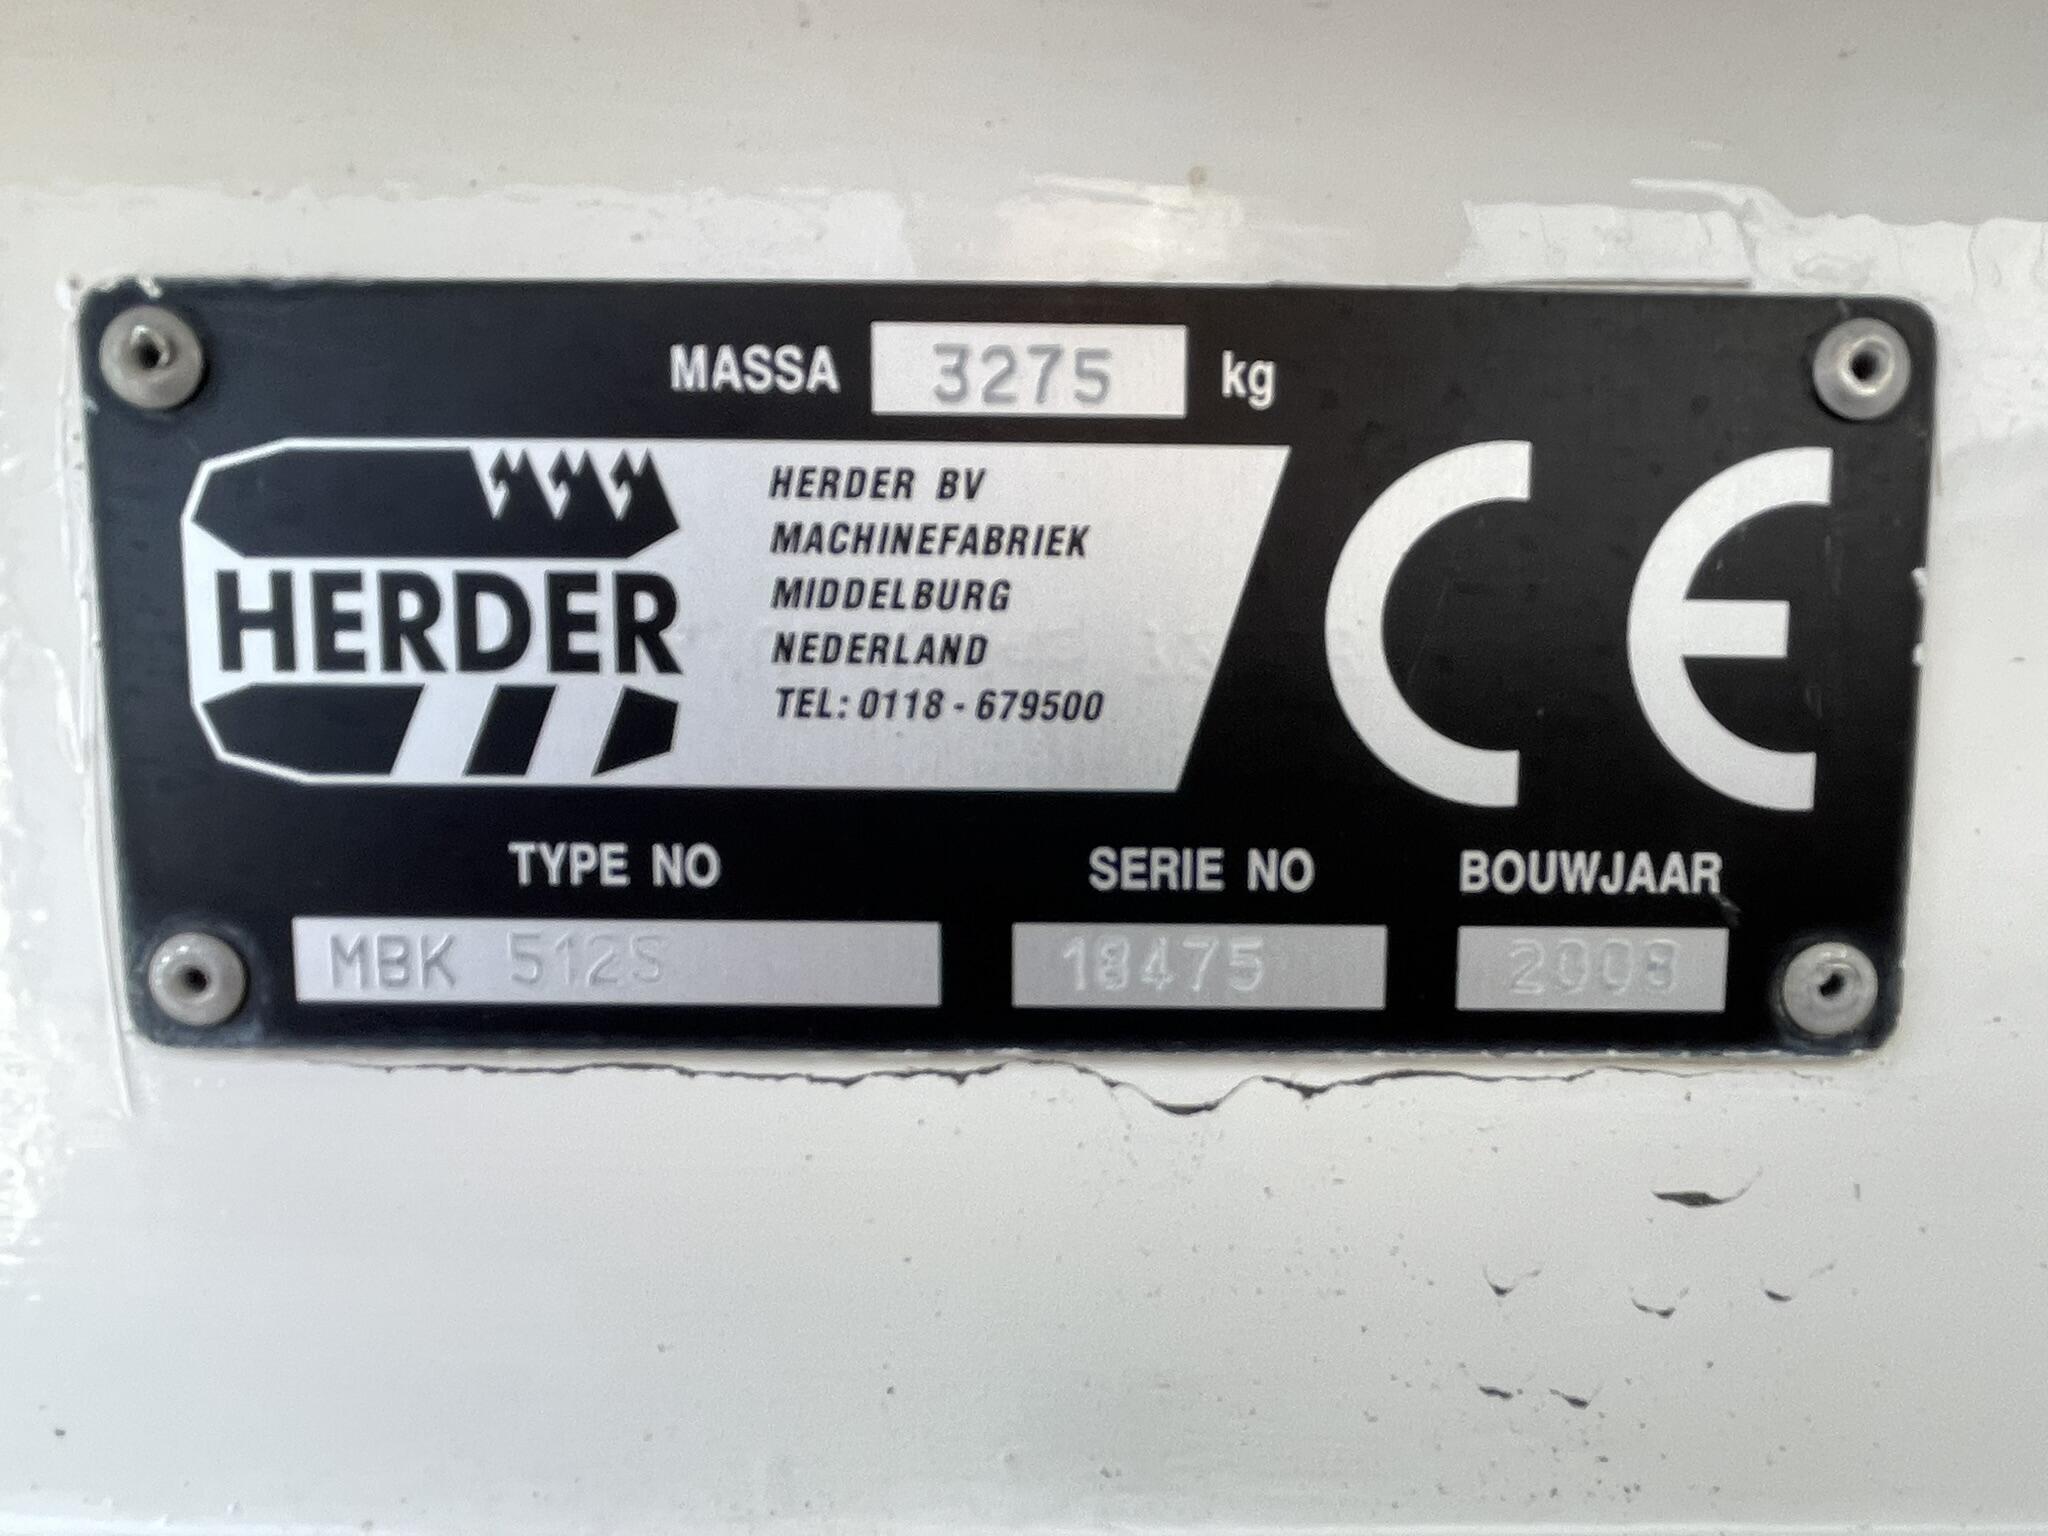 MASSA 3275 kg
HERDER
HERDER BV
MACHINEFABRIEK
MIDDELBURG
NEDERLAND
TEL: 0118 - 679500
CE
TYPE NO SERIE NO BOUWJAAR
MBK 512S 18475 2008